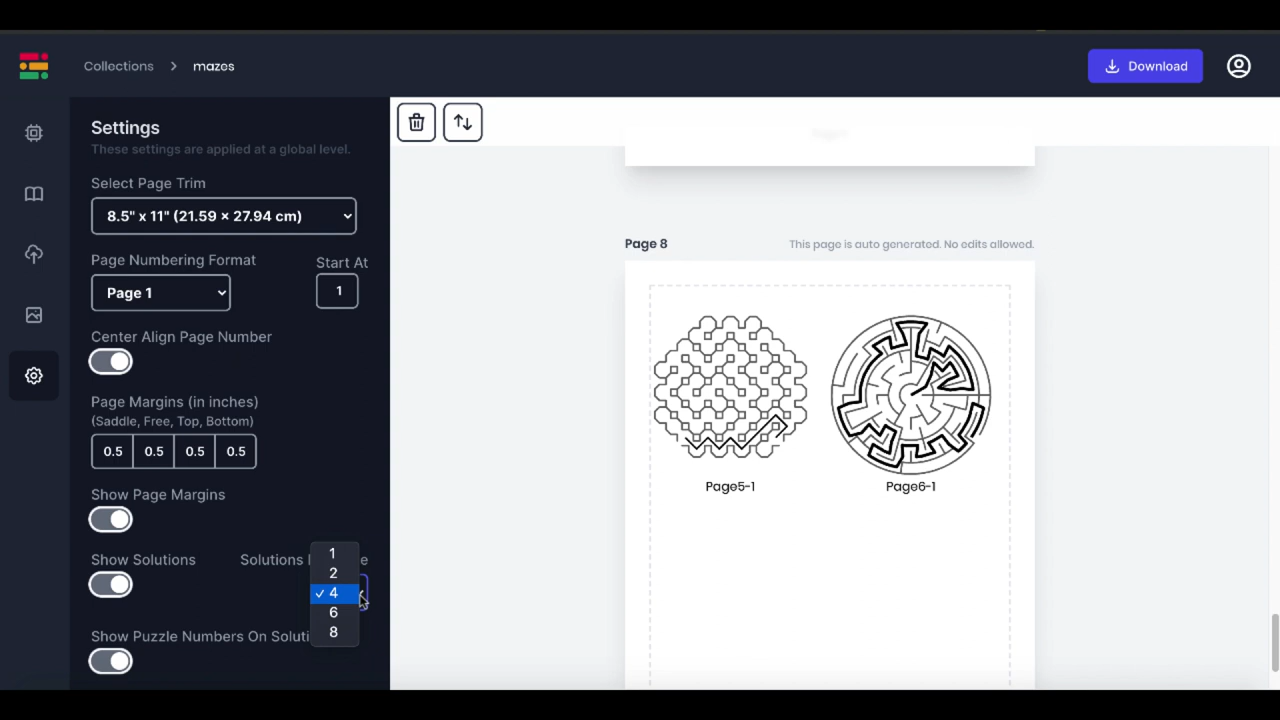 Collections > mazes
Download
Settings
These settings are applied at a global level.
Select Page Trim
8.5" x 11" (21.59 × 27.94 cm)
Page Numbering Format
Start At
Page 1
1
Center Align Page Number
Page Margins (in inches)
(Saddle, Free, Top, Bottom)
0.5 0.5 0.5 0.5
Show Page Margins
Show Solutions
Solutions
1
2
✓ 4
6
8
Show Puzzle Numbers On
Page 8
This page is auto generated. No edits allowed.
Page5-1
Page6-1